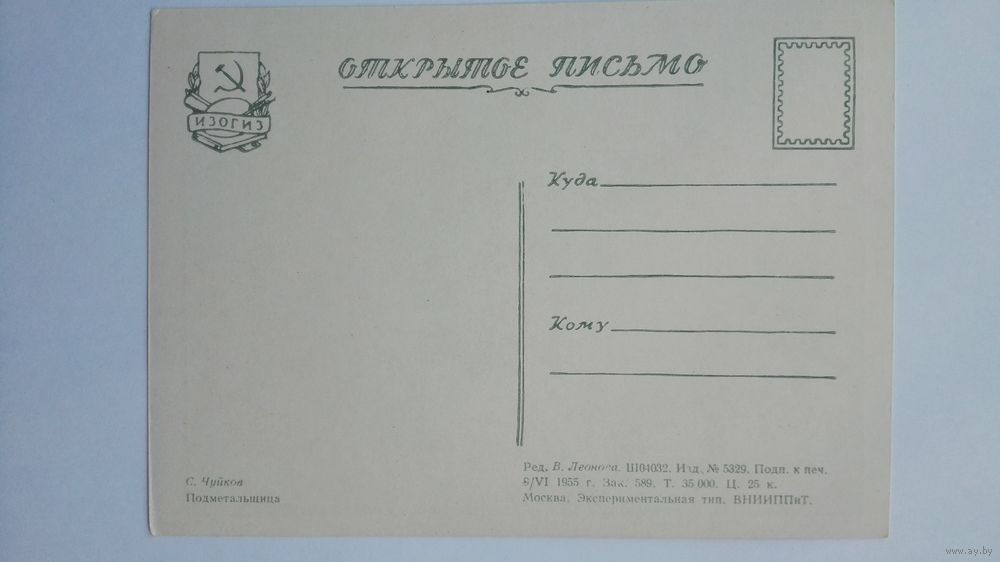 ОТКРЫТОЕ ПИСЬМО
ИЗОГИЗ
Куда
Кому
С. Чуйков
Подметальщица
Ред. В. Леонова. Ш04032. Изд. № 5329. Подп. к печ.
8/VI 1955 г. Зак. 589. Т. 35 000. Ц. 25 к.
Москва. Экспериментальная тип. ВНИИППиТ.
www.ay.by